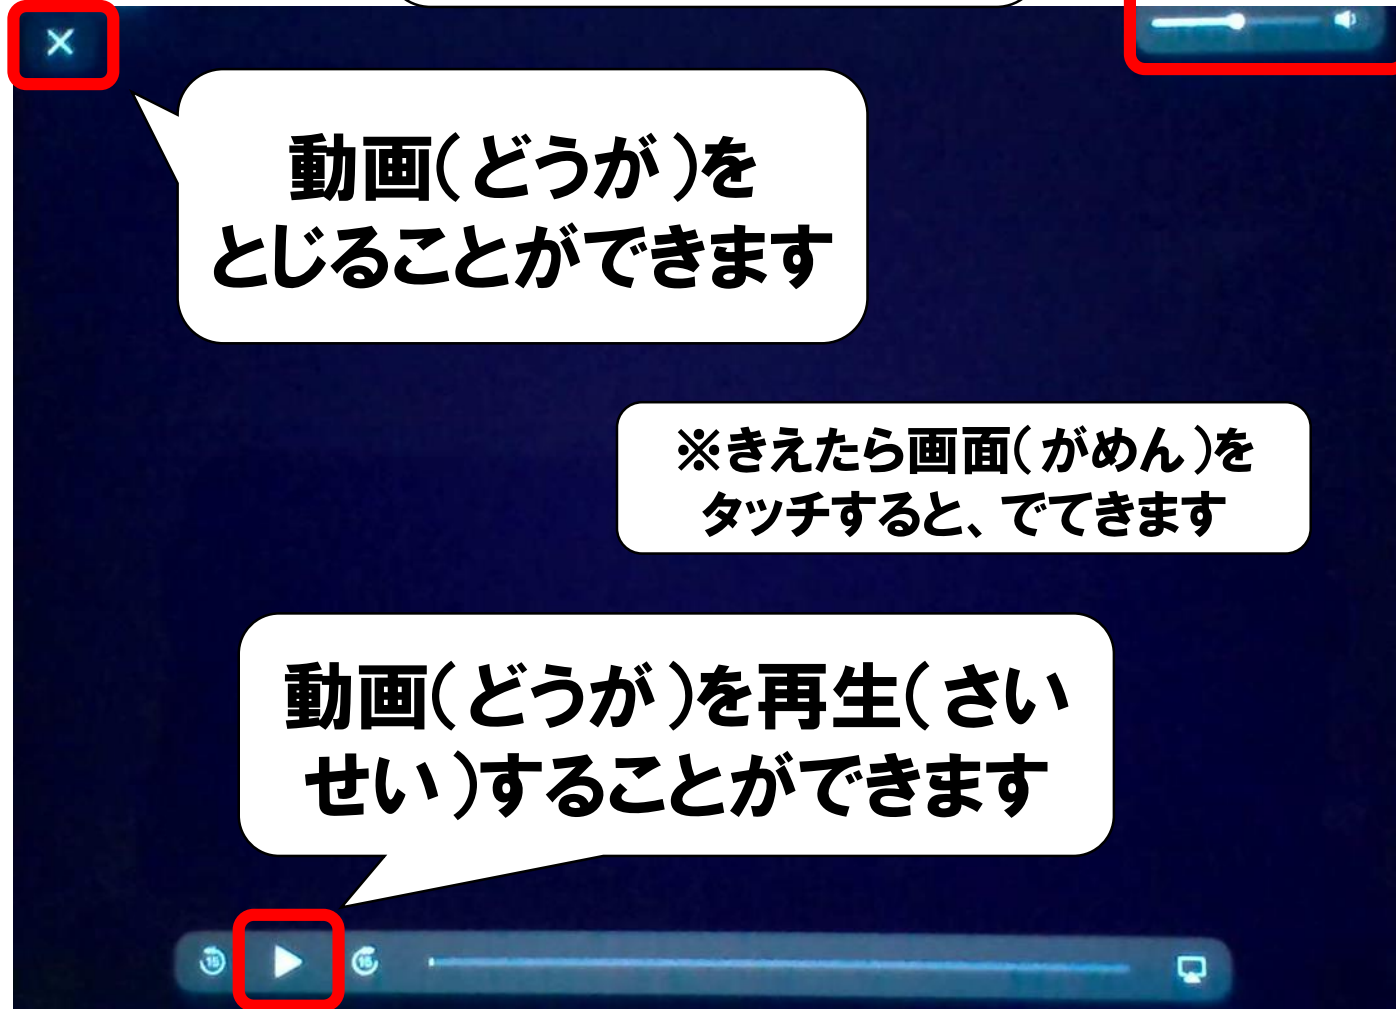 動画(どうが)を
とじることができます
※きえたら画面(がめん)を
タッチすると、でてきます
動画(どうが)を再生(さい
せい)することができます
15
15